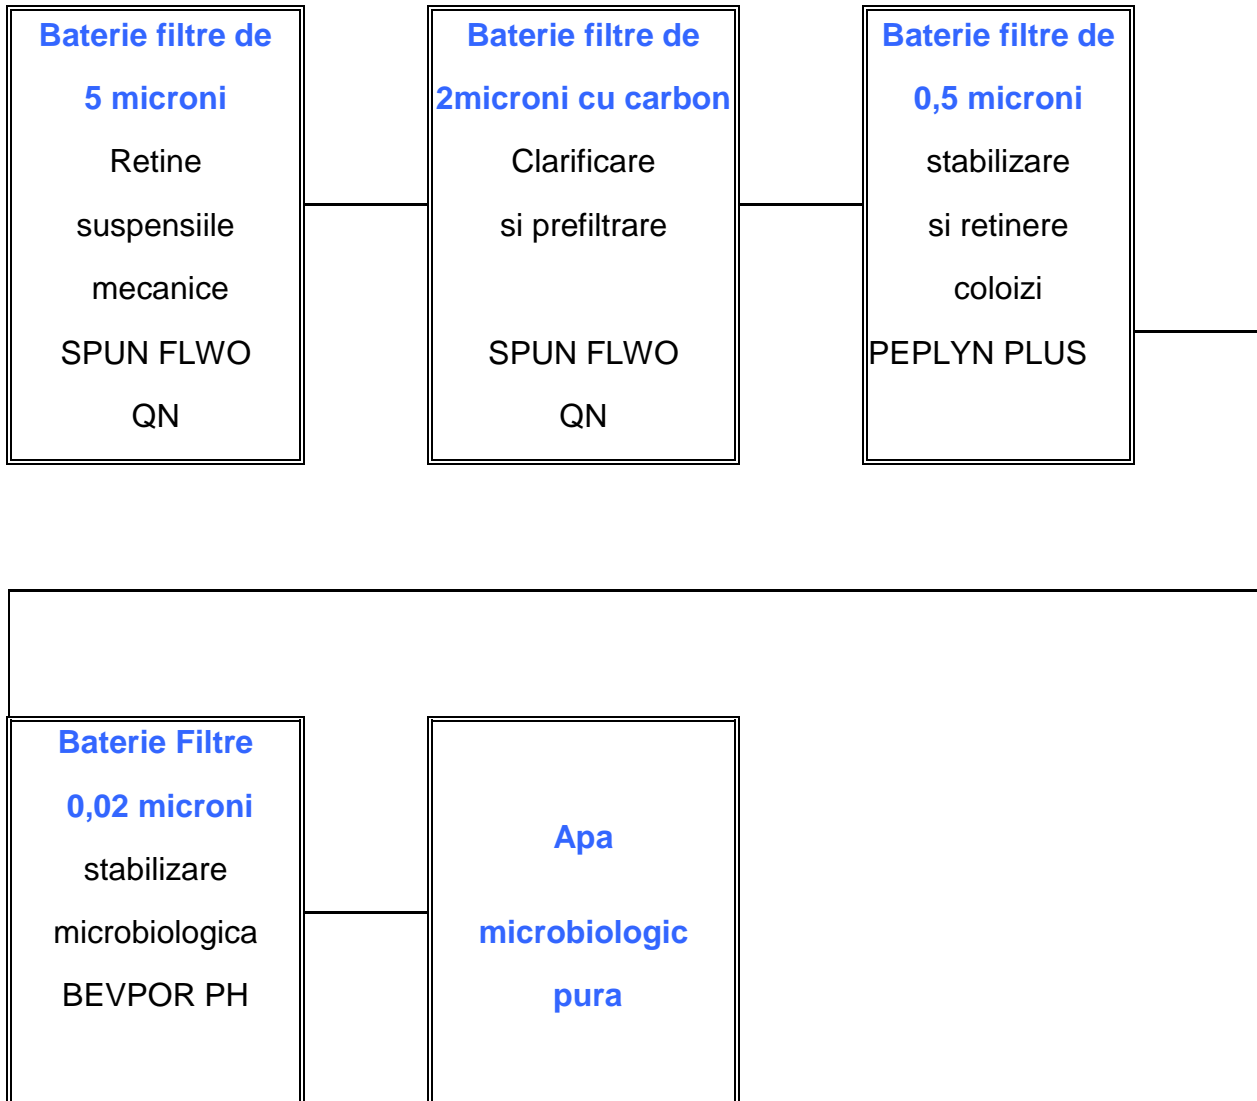 Baterie filtre de
5 microni
Retine
suspensiile
mecanice
SPUN FLWO
QN
Baterie filtre de
2microni cu carbon
Clarificare
si prefiltrare
SPUN FLWO
QN
Baterie filtre de
0,5 microni
stabilizare
si retinere
coloizi
PEPLYN PLUS
Baterie Filtre
0,02 microni
stabilizare
microbiologica
BEVPOR PH
Apa
microbiologic
pura